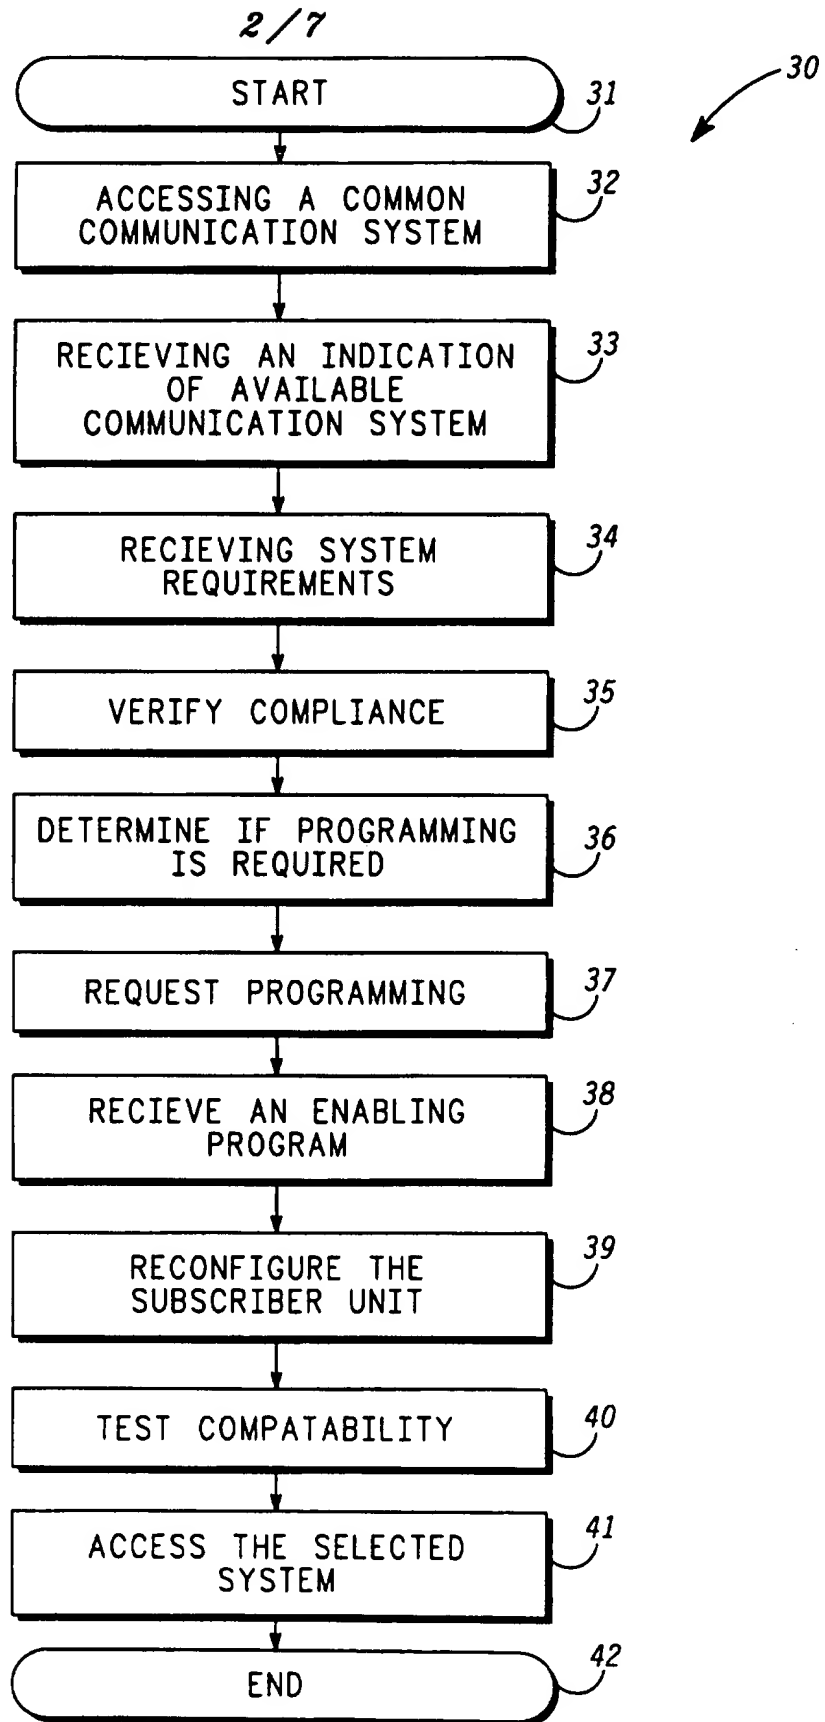 2/7
30
START
31
ACCESSING A COMMON
COMMUNICATION SYSTEM
32
RECIEVING AN INDICATION
OF AVAILABLE
COMMUNICATION SYSTEM
33
RECIEVING SYSTEM
REQUIREMENTS
34
VERIFY COMPLIANCE
35
DETERMINE IF PROGRAMMING
IS REQUIRED
36
REQUEST PROGRAMMING
37
RECIEVE AN ENABLING
PROGRAM
38
RECONFIGURE THE
SUBSCRIBER UNIT
39
TEST COMPATABILITY
40
ACCESS THE SELECTED
SYSTEM
41
END
42